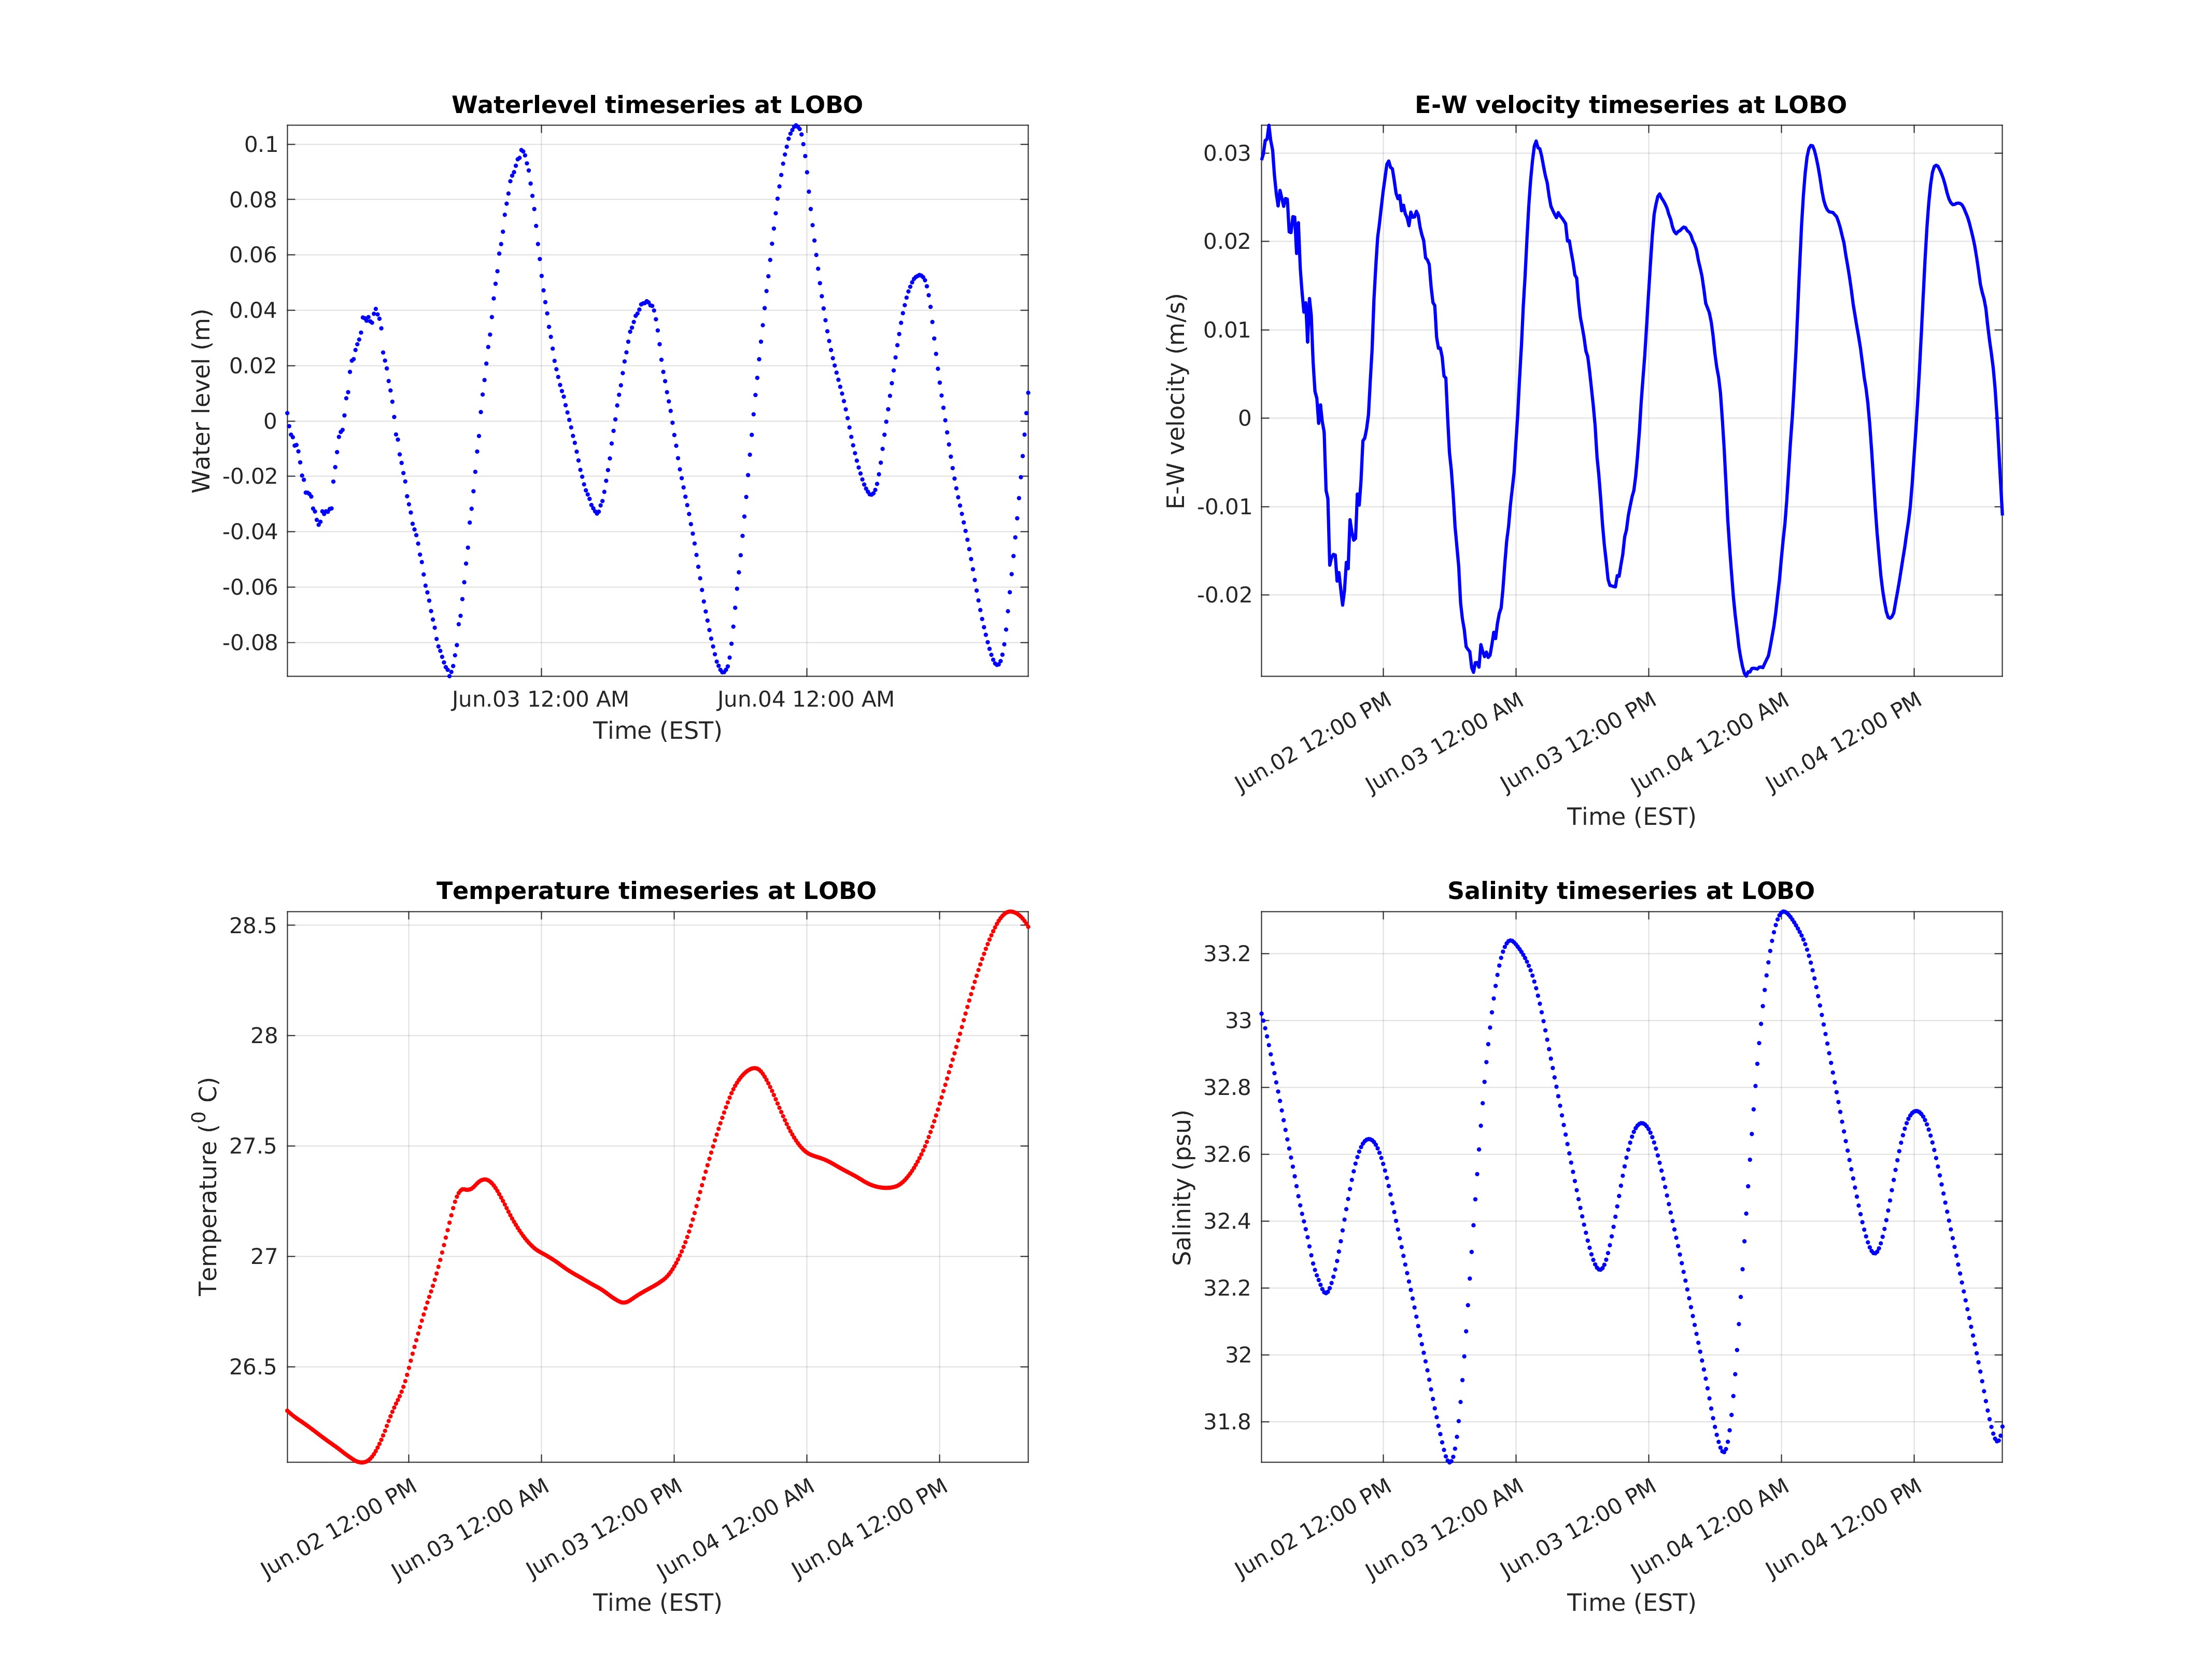 Waterlevel timeseries at LOBO
0.1
0.08
0.06
0.04
0.02
0
-0.02
-0.04
-0.06
-0.08
Water level (m)
Jun.03 12:00 AM
Jun.04 12:00 AM
Time (EST)
E-W velocity timeseries at LOBO
0.03
0.02
0.01
0
-0.01
-0.02
E-W velocity (m/s)
Jun.02 12:00 PM
Jun.03 12:00 AM
Jun.03 12:00 PM
Jun.04 12:00 AM
Jun.04 12:00 PM
Time (EST)
Temperature timeseries at LOBO
28.5
28
27.5
27
26.5
Temperature (⁰ C)
Jun.02 12:00 PM
Jun.03 12:00 AM
Jun.03 12:00 PM
Jun.04 12:00 AM
Jun.04 12:00 PM
Time (EST)
Salinity timeseries at LOBO
33.2
33
32.8
32.6
32.4
32.2
32
31.8
Salinity (psu)
Jun.02 12:00 PM
Jun.03 12:00 AM
Jun.03 12:00 PM
Jun.04 12:00 AM
Jun.04 12:00 PM
Time (EST)